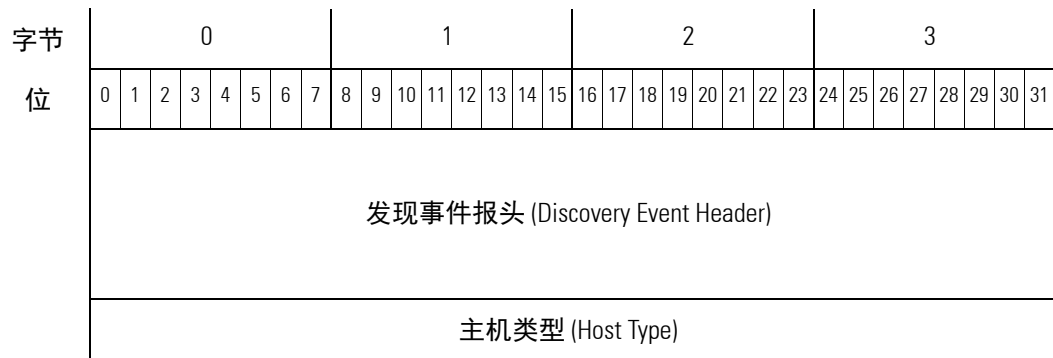 字节 0 1 2 3
位 0 1 2 3 4 5 6 7 8 9 10 11 12 13 14 15 16 17 18 19 20 21 22 23 24 25 26 27 28 29 30 31
发现事件报头 (Discovery Event Header)
主机类型 (Host Type)